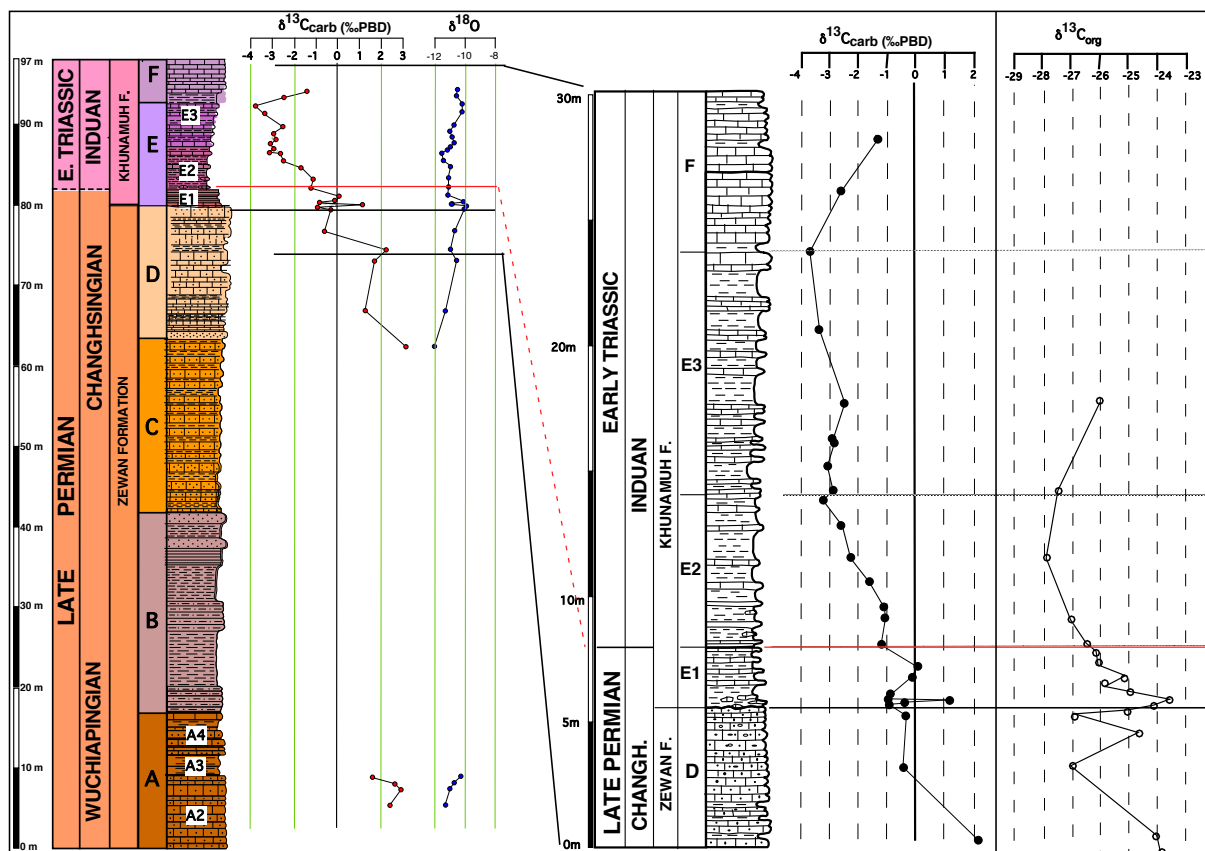 δ13Ccarb (‰PBD)
δ18O
-4 -3 -2 -1 0 1 2 3
-12 -10 -8
97 m
90 m
80 m
70 m
60 m
50 m
40 m
30 m
20 m
10 m
0 m
E. TRIASSIC
INDUAN
KHUNAMUH F.
LATE PERMIAN
CHANGHSINGIAN
WUCHIAPINGIAN
ZEWAN FORMATION
F
E
D
C
B
A
E3
E2
E1
A4
A3
A2
δ13Ccarb (‰PBD)
δ13Corg
-4 -3 -2 -1 0 2 4
-29 -28 -27 -26 -25 -24 -23
30m
20m
10m
5m
0m
EARLY TRIASSIC
INDUAN
KHUNAMUH F.
LATE PERMIAN
CHANGH.
ZEWAN F.
F
E3
E2
E1
D